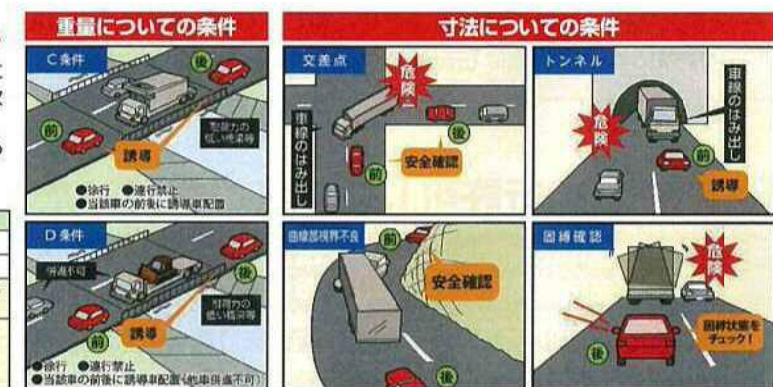 重量についての条件
C条件
後
前
誘導
耐荷力の
低い橋梁等
●徐行 ●連行禁止
●当該車の前後に誘導車配置
D条件
併進不可
後
前
誘導
耐荷力の
低い橋梁等
●徐行 ●連行禁止
●当該車の前後に誘導車配置(他車併進不可)
寸法についての条件
交差点
危険
車線のはみ出し
後
前
安全確認
トンネル
危険
車線のはみ出し
前
誘導
曲線部視界不良
前
安全確認
後
固縛確認
危険
固縛状態を
チェック!
後